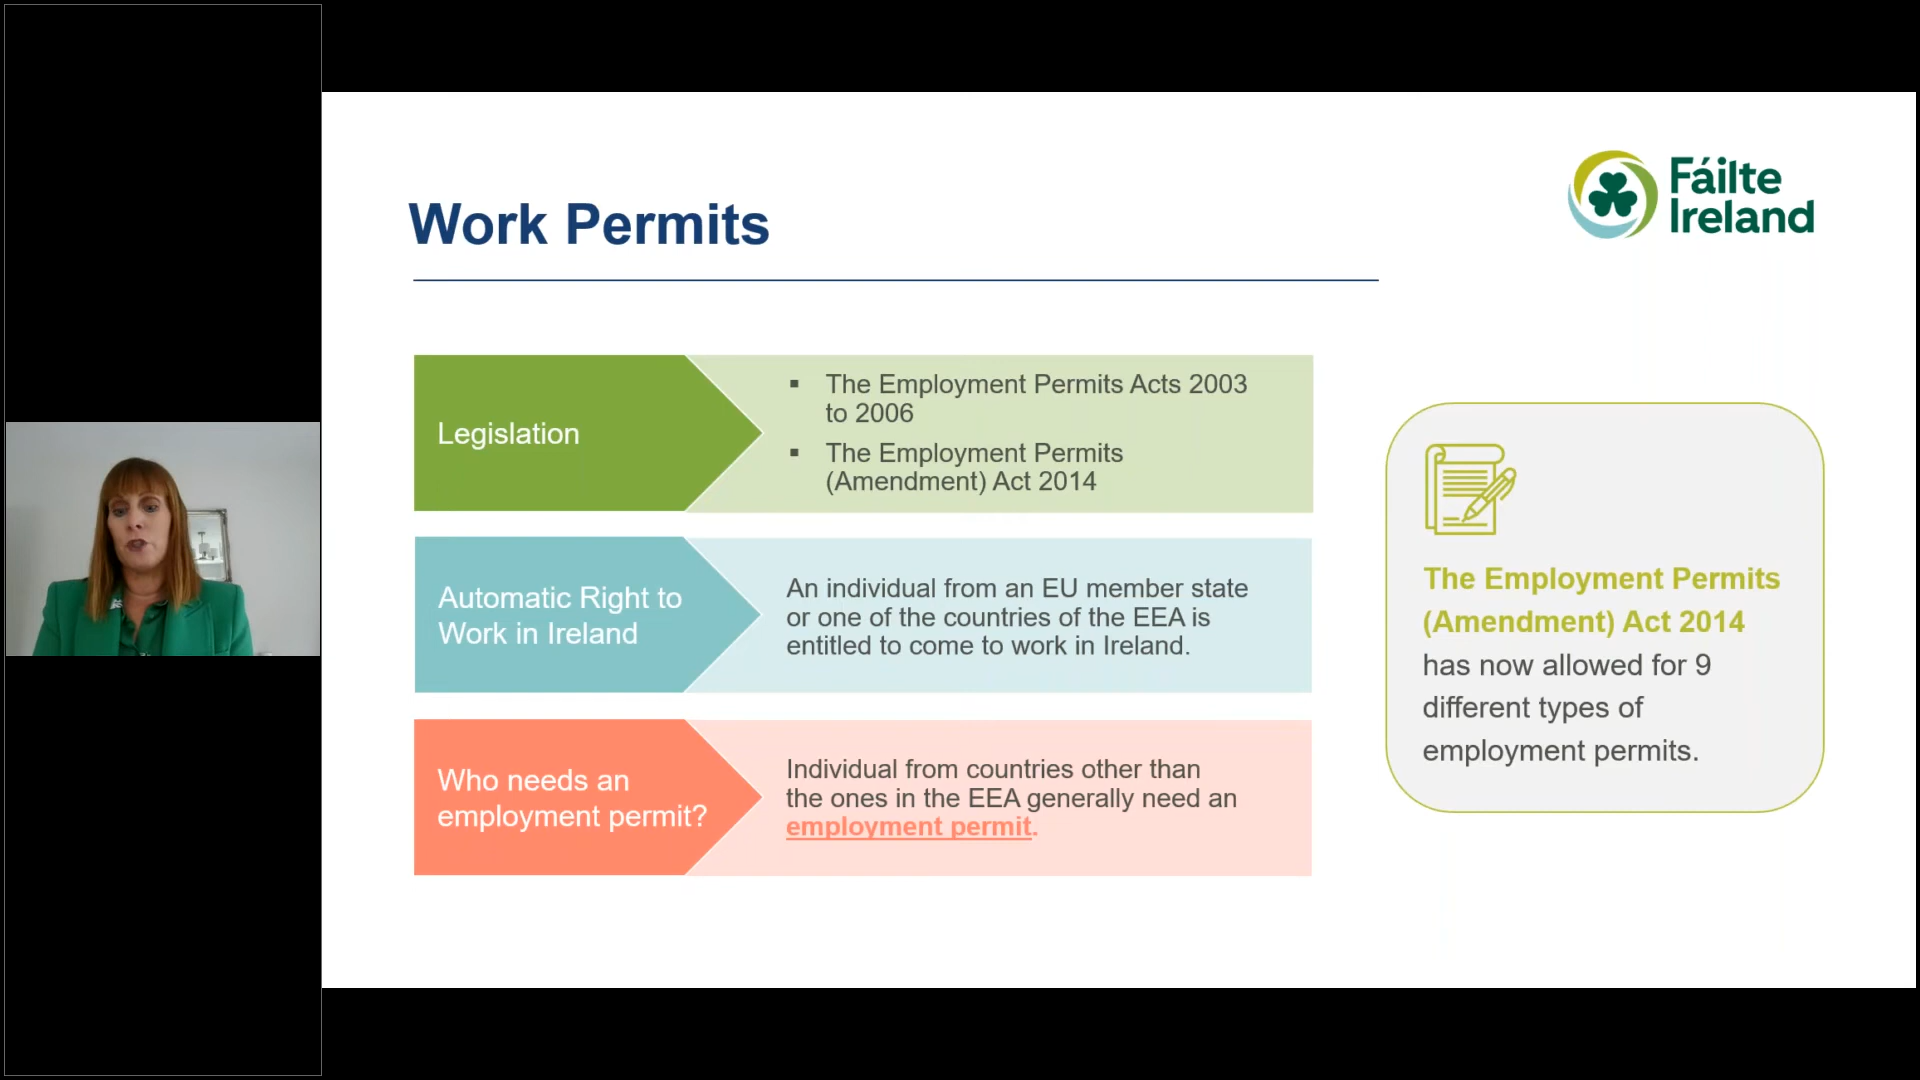 Work Permits
Fáilte
Ireland
Legislation
▪ The Employment Permits Acts 2003
to 2006
▪ The Employment Permits
(Amendment) Act 2014
Automatic Right to
Work in Ireland
An individual from an EU member state
or one of the countries of the EEA is
entitled to come to work in Ireland.
Who needs an
employment permit?
Individual from countries other than
the ones in the EEA generally need an
employment permit.
The Employment Permits
(Amendment) Act 2014
has now allowed for 9
different types of
employment permits.